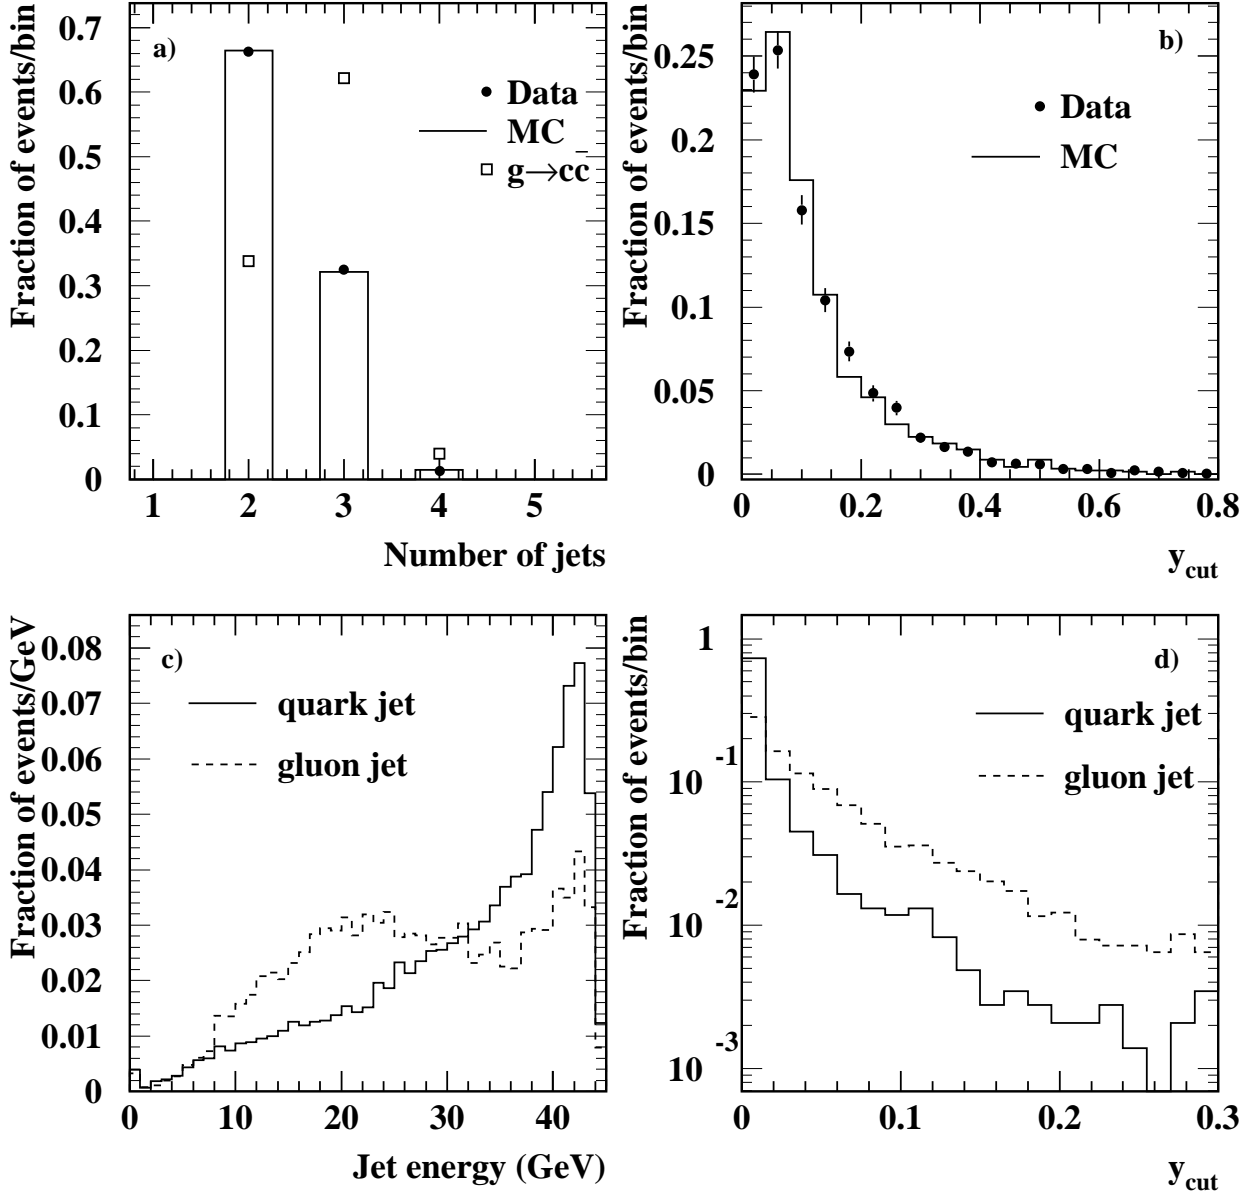 Fraction of events/bin
0.7
0.6
0.5
0.4
0.3
0.2
0.1
0
a)
Data
MC
g→cc̄
1 2 3 4 5
Number of jets
Fraction of events/bin
0.25
0.2
0.15
0.1
0.05
0
b)
Data
MC
0 0.2 0.4 0.6 0.8
y_cut
Fraction of events/GeV
0.08
0.07
0.06
0.05
0.04
0.03
0.02
0.01
0
c)
quark jet
gluon jet
0 10 20 30 40
Jet energy (GeV)
Fraction of events/bin
1
10⁻¹
10⁻²
10⁻³
d)
quark jet
gluon jet
0 0.1 0.2 0.3
y_cut